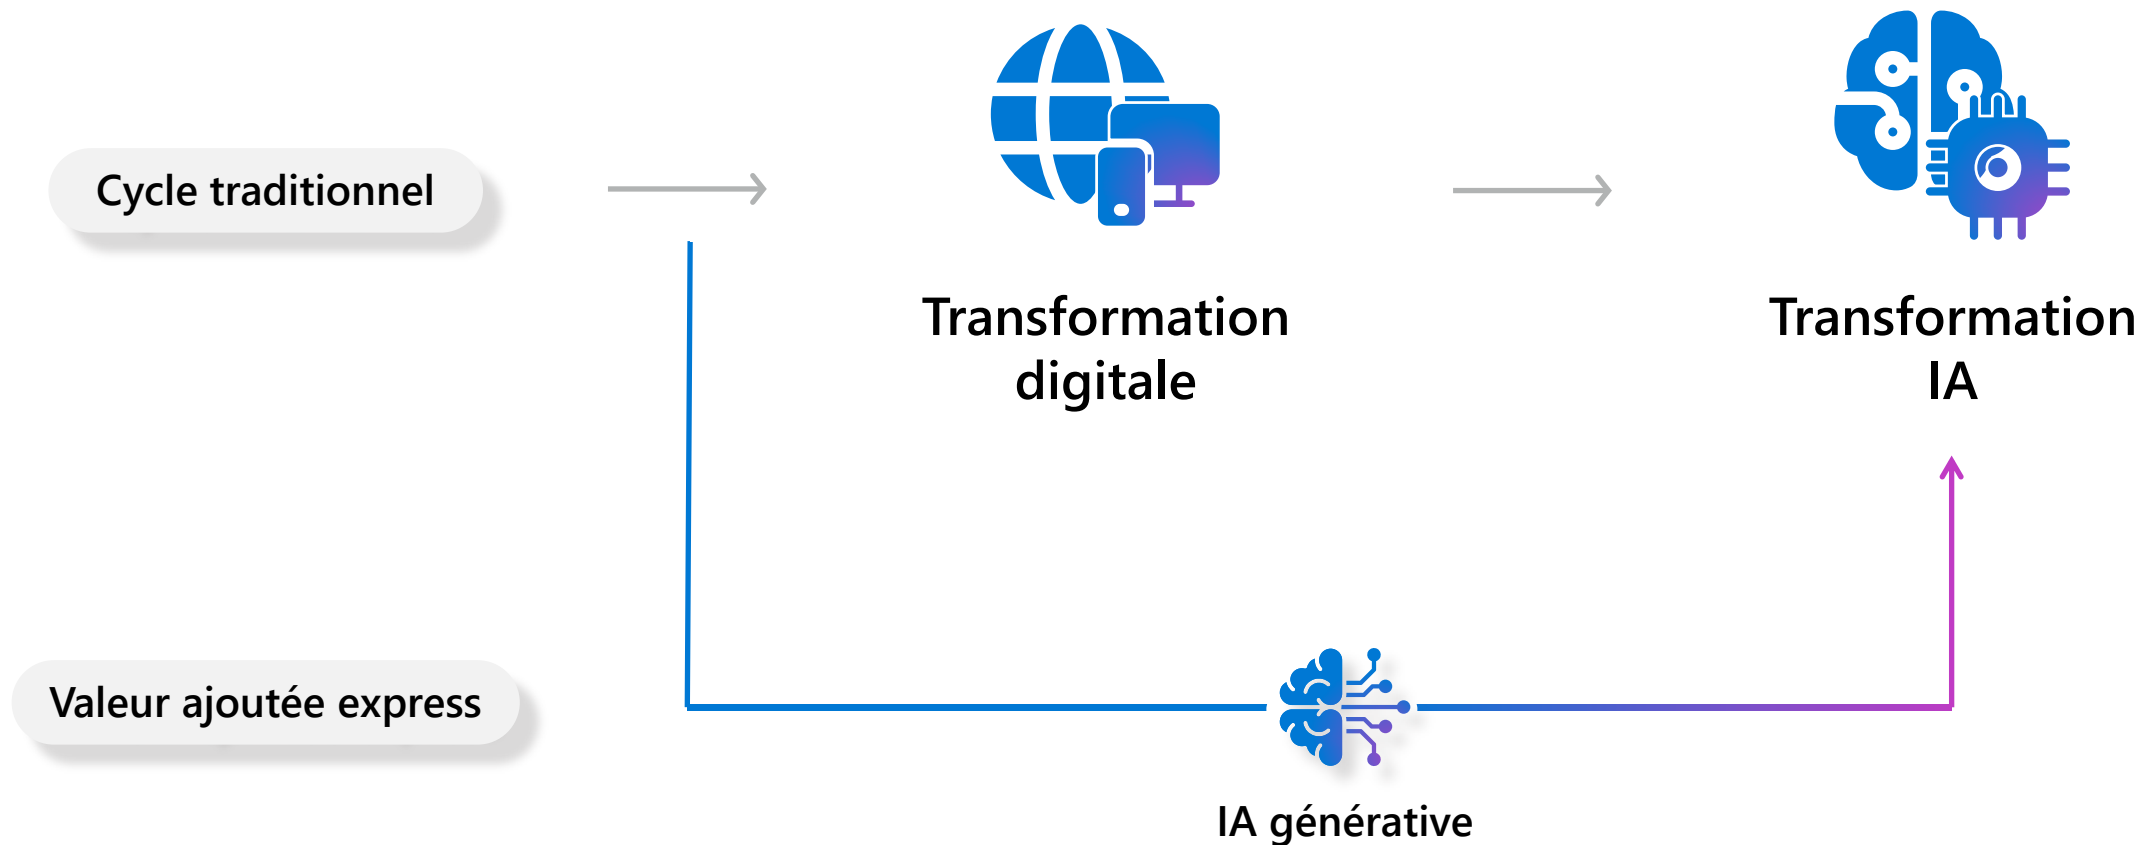 Cycle traditionnel
Transformation
digitale
Transformation
IA
Valeur ajoutée express
IA générative